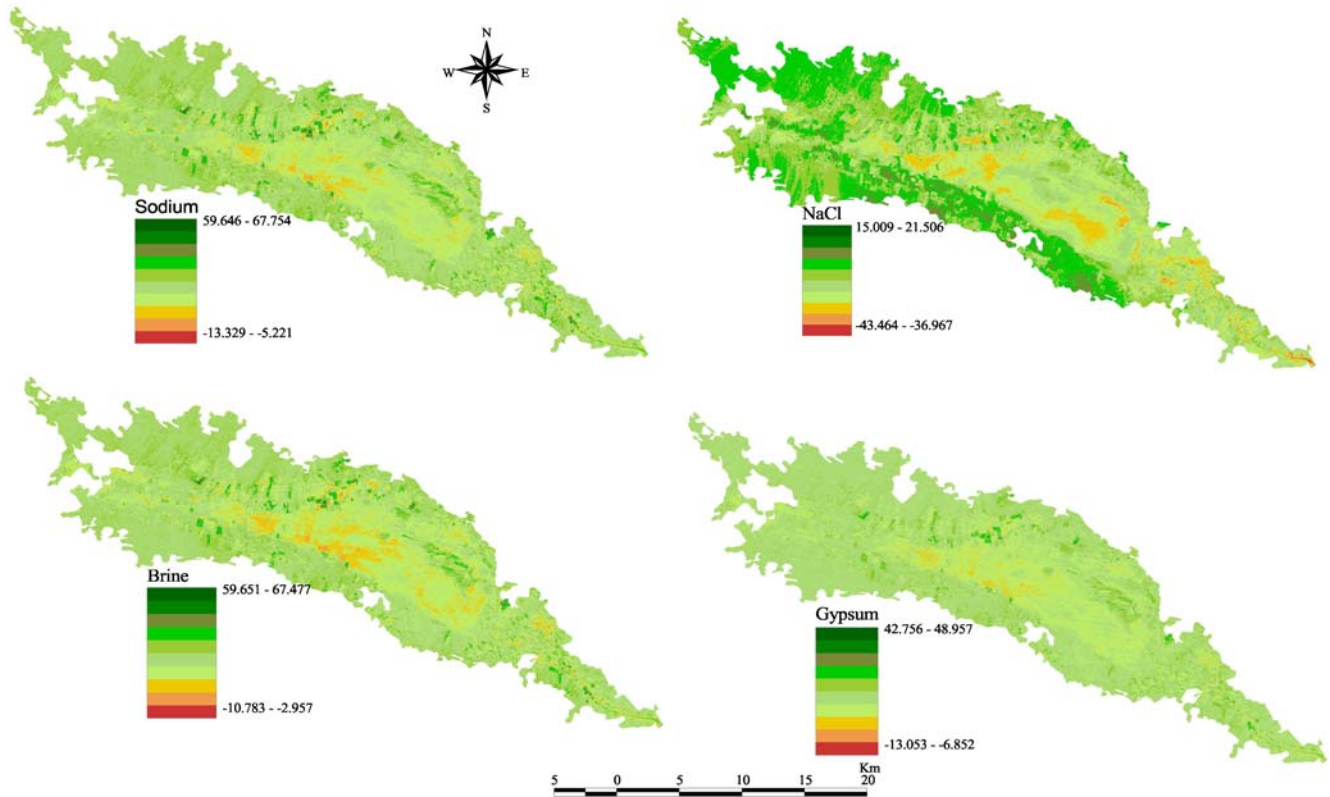 N
W E
S
Sodium
59.646 - 67.754
-13.329 - -5.221
NaCl
15.009 - 21.506
-43.464 - -36.967
Brine
59.651 - 67.477
-10.783 - -2.957
Gypsum
42.756 - 48.957
-13.053 - -6.852
Km
5 0 5 10 15 20